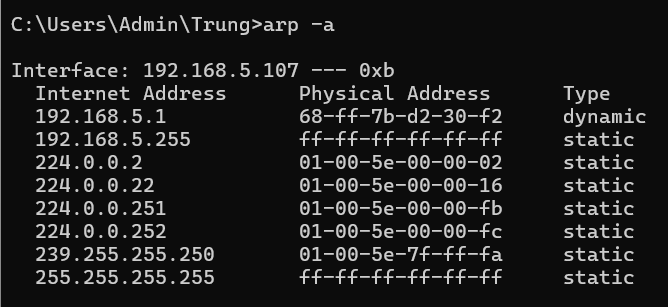 C:\Users\Admin\Trung>arp -a
Interface: 192.168.5.107 --- 0xb
Internet Address Physical Address Type
192.168.5.1 68-ff-7b-d2-30-f2 dynamic
192.168.5.255 ff-ff-ff-ff-ff-ff static
224.0.0.2 01-00-5e-00-00-02 static
224.0.0.22 01-00-5e-00-00-16 static
224.0.0.251 01-00-5e-00-00-fb static
224.0.0.252 01-00-5e-00-00-fc static
239.255.255.250 01-00-5e-7f-ff-fa static
255.255.255.255 ff-ff-ff-ff-ff-ff static